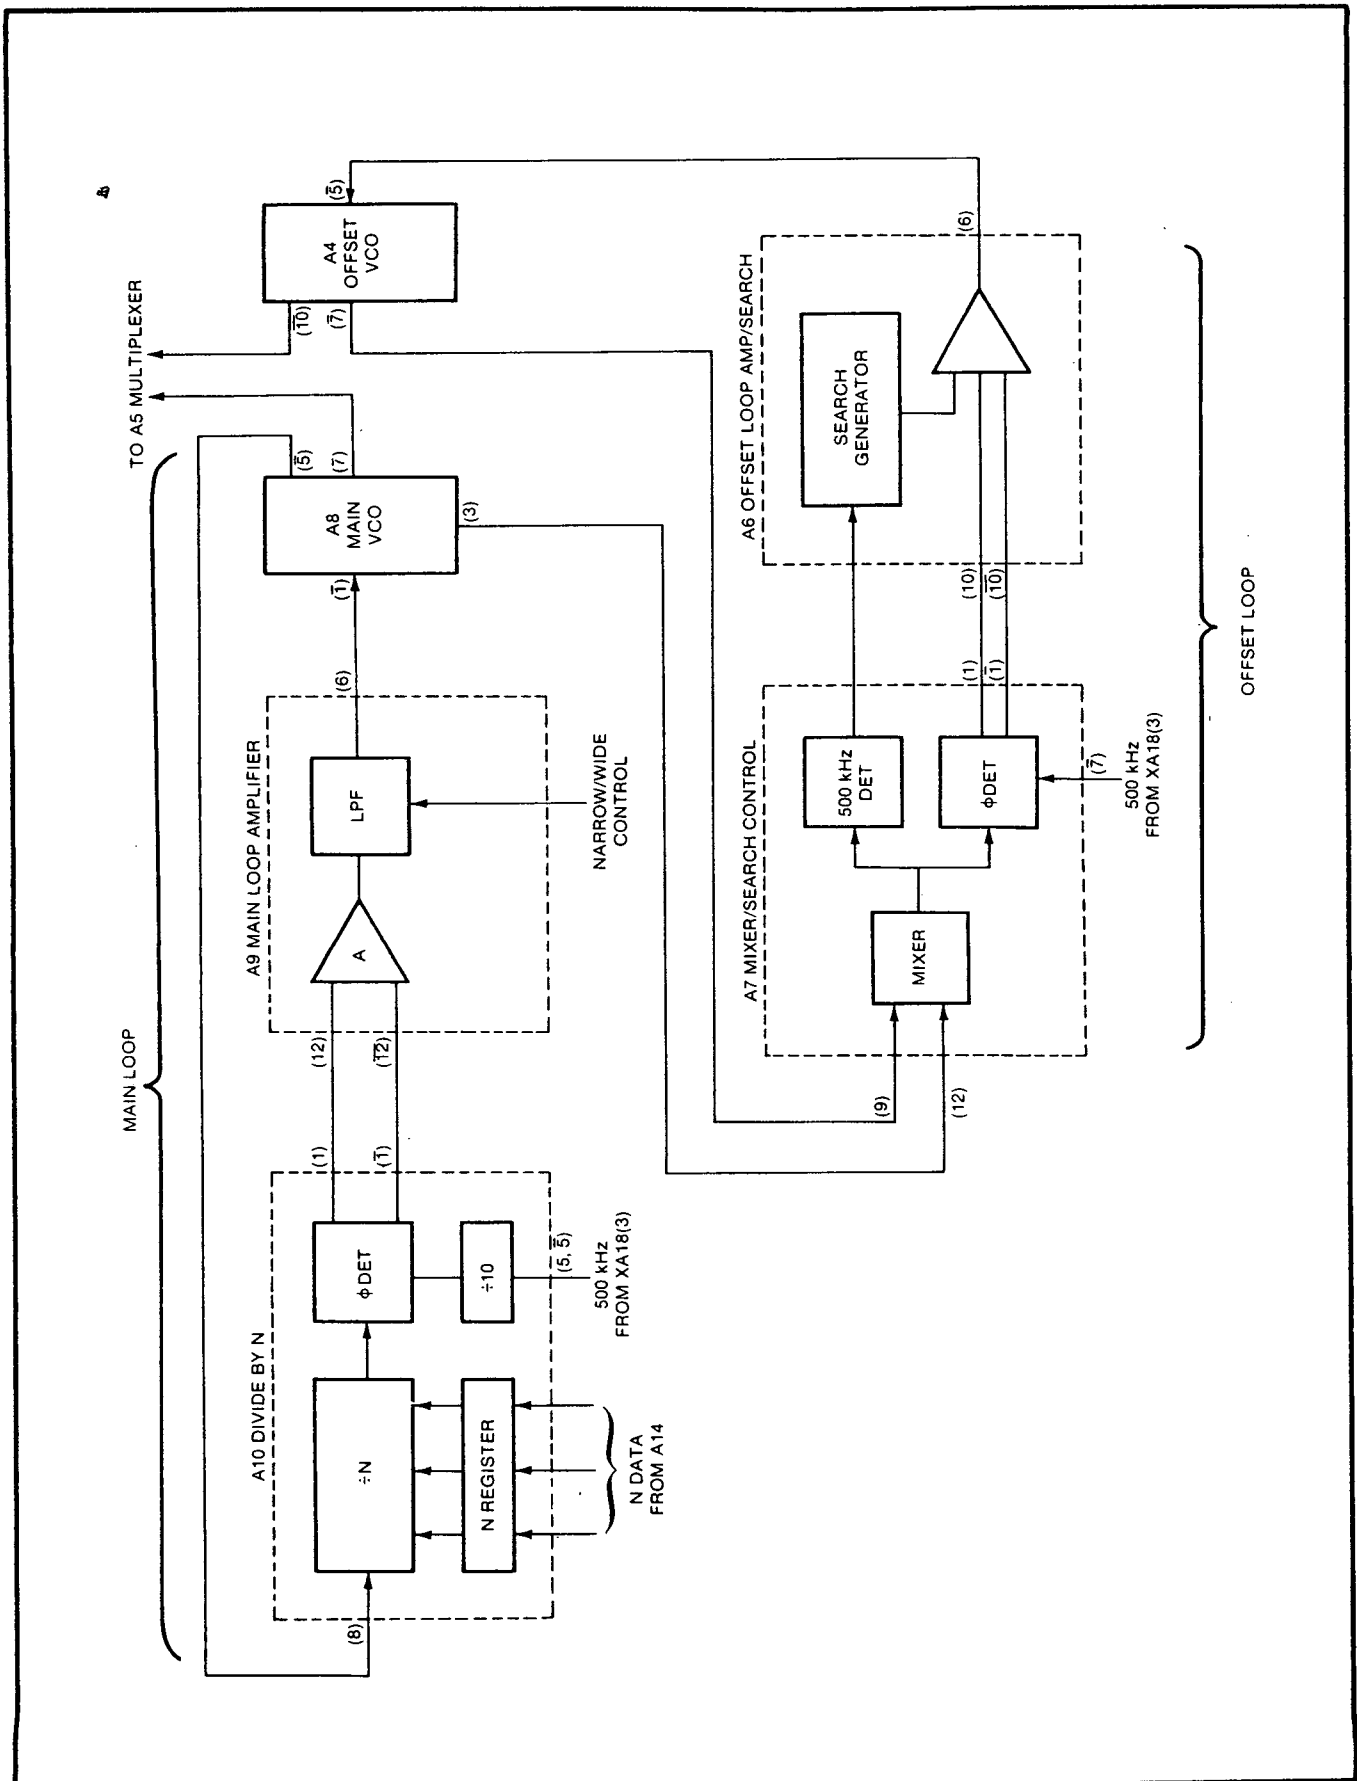 MAIN LOOP
TO A5 MULTIPLEXER
A10 DIVIDE BY N
(8)
÷N
N REGISTER
N DATA
FROM A14
ΦDET
÷10
(5, 5̅)
500 kHz
FROM XA18(3)
(1)
(1̅)
(12)
(1̅2̅)
A9 MAIN LOOP AMPLIFIER
A
LPF
NARROW/WIDE
CONTROL
(6)
(1̅)
A8
MAIN
VCO
(5̅)
(7̅)
(3)
A4
OFFSET
VCO
(1̅0̅)
(7̅)
(5̅)
(9)
(12)
A7 MIXER/SEARCH CONTROL
MIXER
500 kHz
DET
ΦDET
(7̅)
500 kHz
FROM XA18(3)
(1)
(1̅)
(10)
(1̅0̅)
A6 OFFSET LOOP AMP/SEARCH
SEARCH
GENERATOR
(6)
OFFSET LOOP